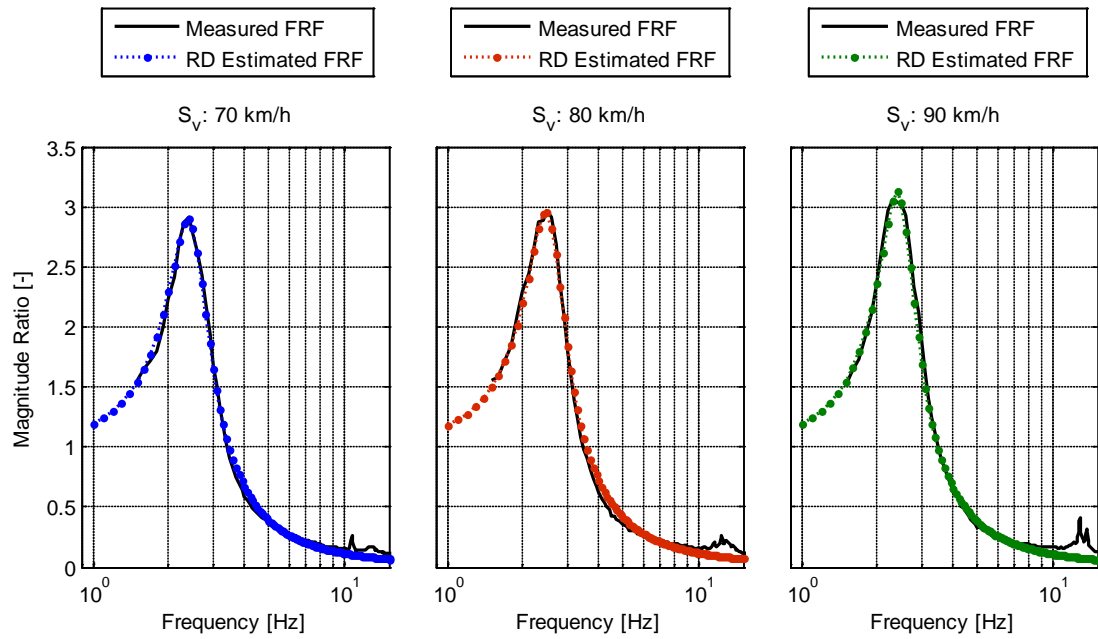 Measured FRF
RD Estimated FRF
Measured FRF
RD Estimated FRF
Measured FRF
RD Estimated FRF
S_v: 70 km/h
S_v: 80 km/h
S_v: 90 km/h
Magnitude Ratio [-]
3.5
3
2.5
2
1.5
1
0.5
0
10^0
10^1
10^0
10^1
10^0
10^1
Frequency [Hz]
Frequency [Hz]
Frequency [Hz]